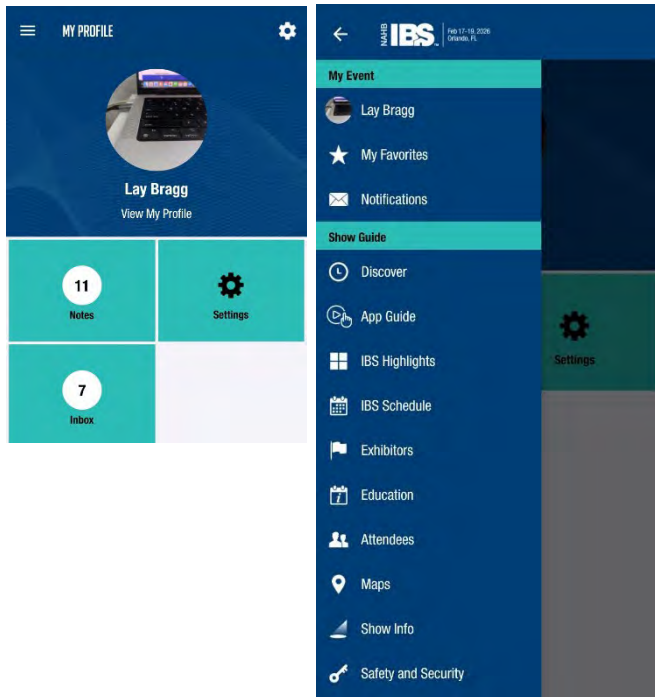 MY PROFILE
Lay Bragg
View My Profile
11
Notes
Settings
7
Inbox
NAHB
IBS
Feb 17-19, 2026
Orlando, FL
My Event
Lay Bragg
My Favorites
Notifications
Show Guide
Discover
App Guide
IBS Highlights
IBS Schedule
Exhibitors
Education
Attendees
Maps
Show Info
Safety and Security
Settings